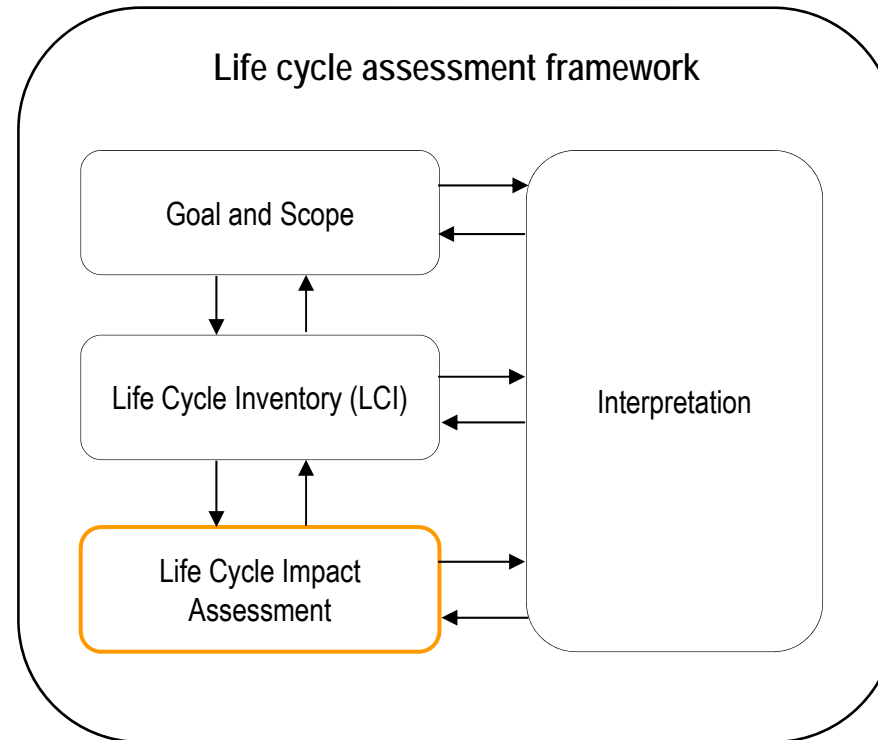 Life cycle assessment framework
Goal and Scope
Life Cycle Inventory (LCI)
Interpretation
Life Cycle Impact
Assessment